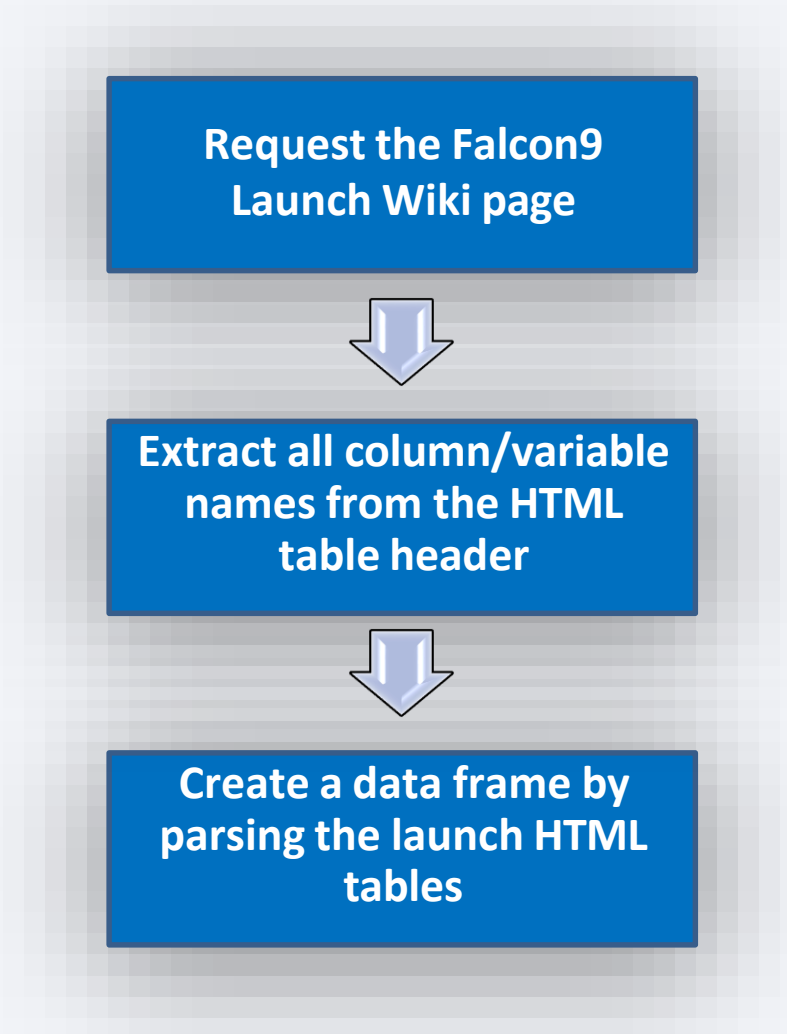 Request the Falcon9
Launch Wiki page
Extract all column/variable
names from the HTML
table header
Create a data frame by
parsing the launch HTML
tables